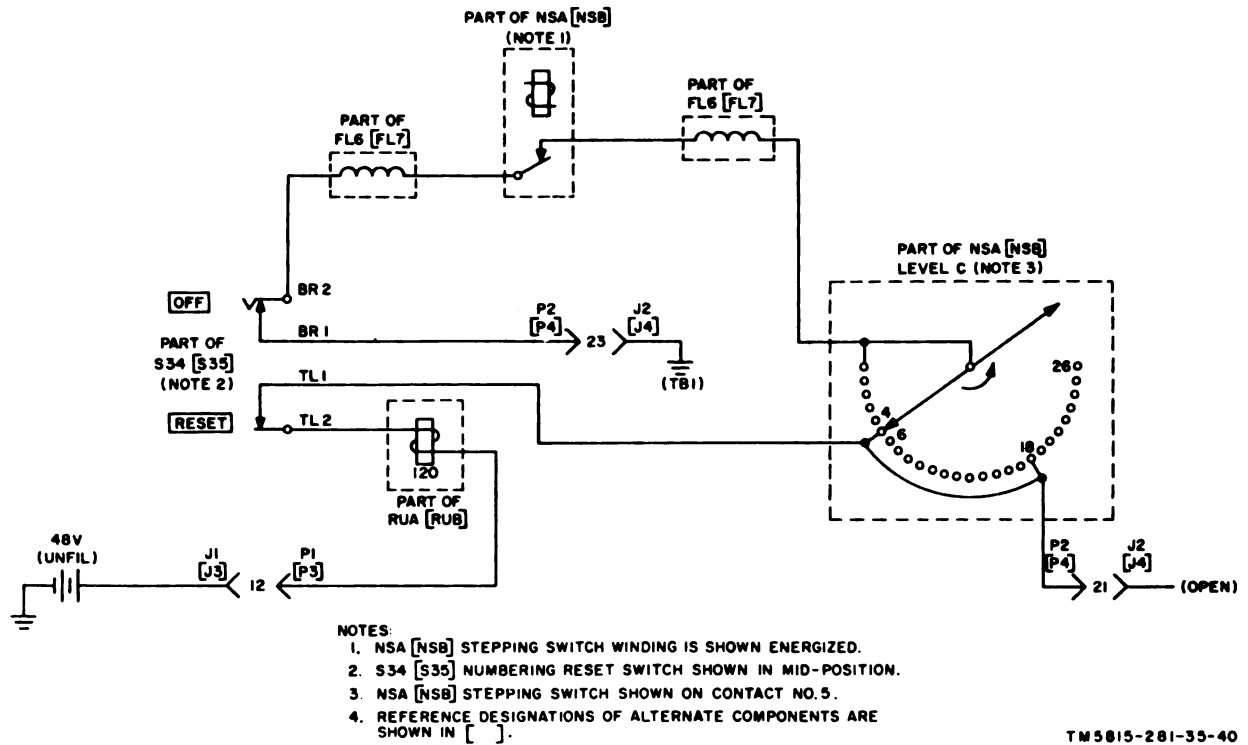 PART OF NSA [NSB]
(NOTE 1)
PART OF
FL6 [FL7]
PART OF
FL6 [FL7]
PART OF NSA [NSB]
LEVEL C (NOTE 3)
OFF
BR 2
BR 1
P2
[P4]
23
J2
[J4]
(TB1)
PART OF
S34 [S35]
(NOTE 2)
TL 1
RESET
TL 2
120
PART OF
RUA [RUB]
26
4
6
18
48V
(UNFIL)
J1
[J3]
12
P1
[P3]
P2
[P4]
21
J2
[J4]
(OPEN)
NOTES:
1. NSA [NSB] STEPPING SWITCH WINDING IS SHOWN ENERGIZED.
2. S34 [S35] NUMBERING RESET SWITCH SHOWN IN MID-POSITION.
3. NSA [NSB] STEPPING SWITCH SHOWN ON CONTACT NO. 5.
4. REFERENCE DESIGNATIONS OF ALTERNATE COMPONENTS ARE
SHOWN IN [ ].
TM5815-281-35-40